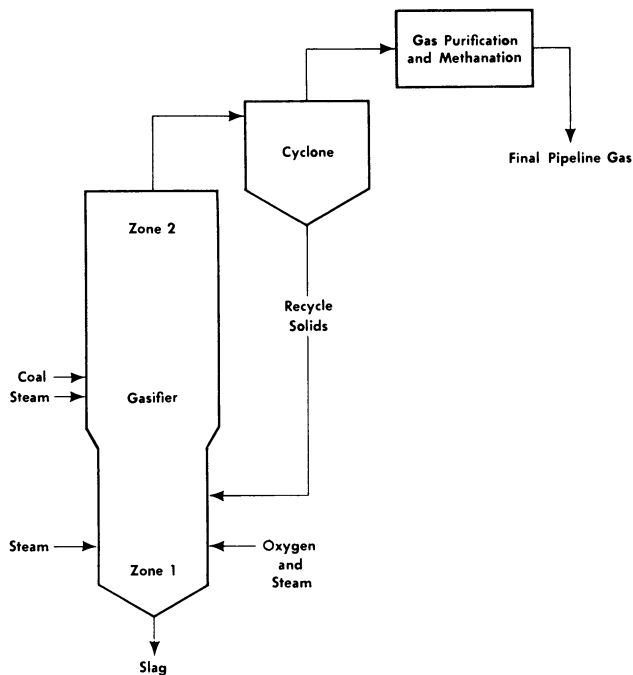 Gas Purification
and Methanation
Cyclone
Final Pipeline Gas
Zone 2
Recycle
Solids
Coal
Steam
Gasifier
Steam
Oxygen
and
Steam
Zone 1
Slag